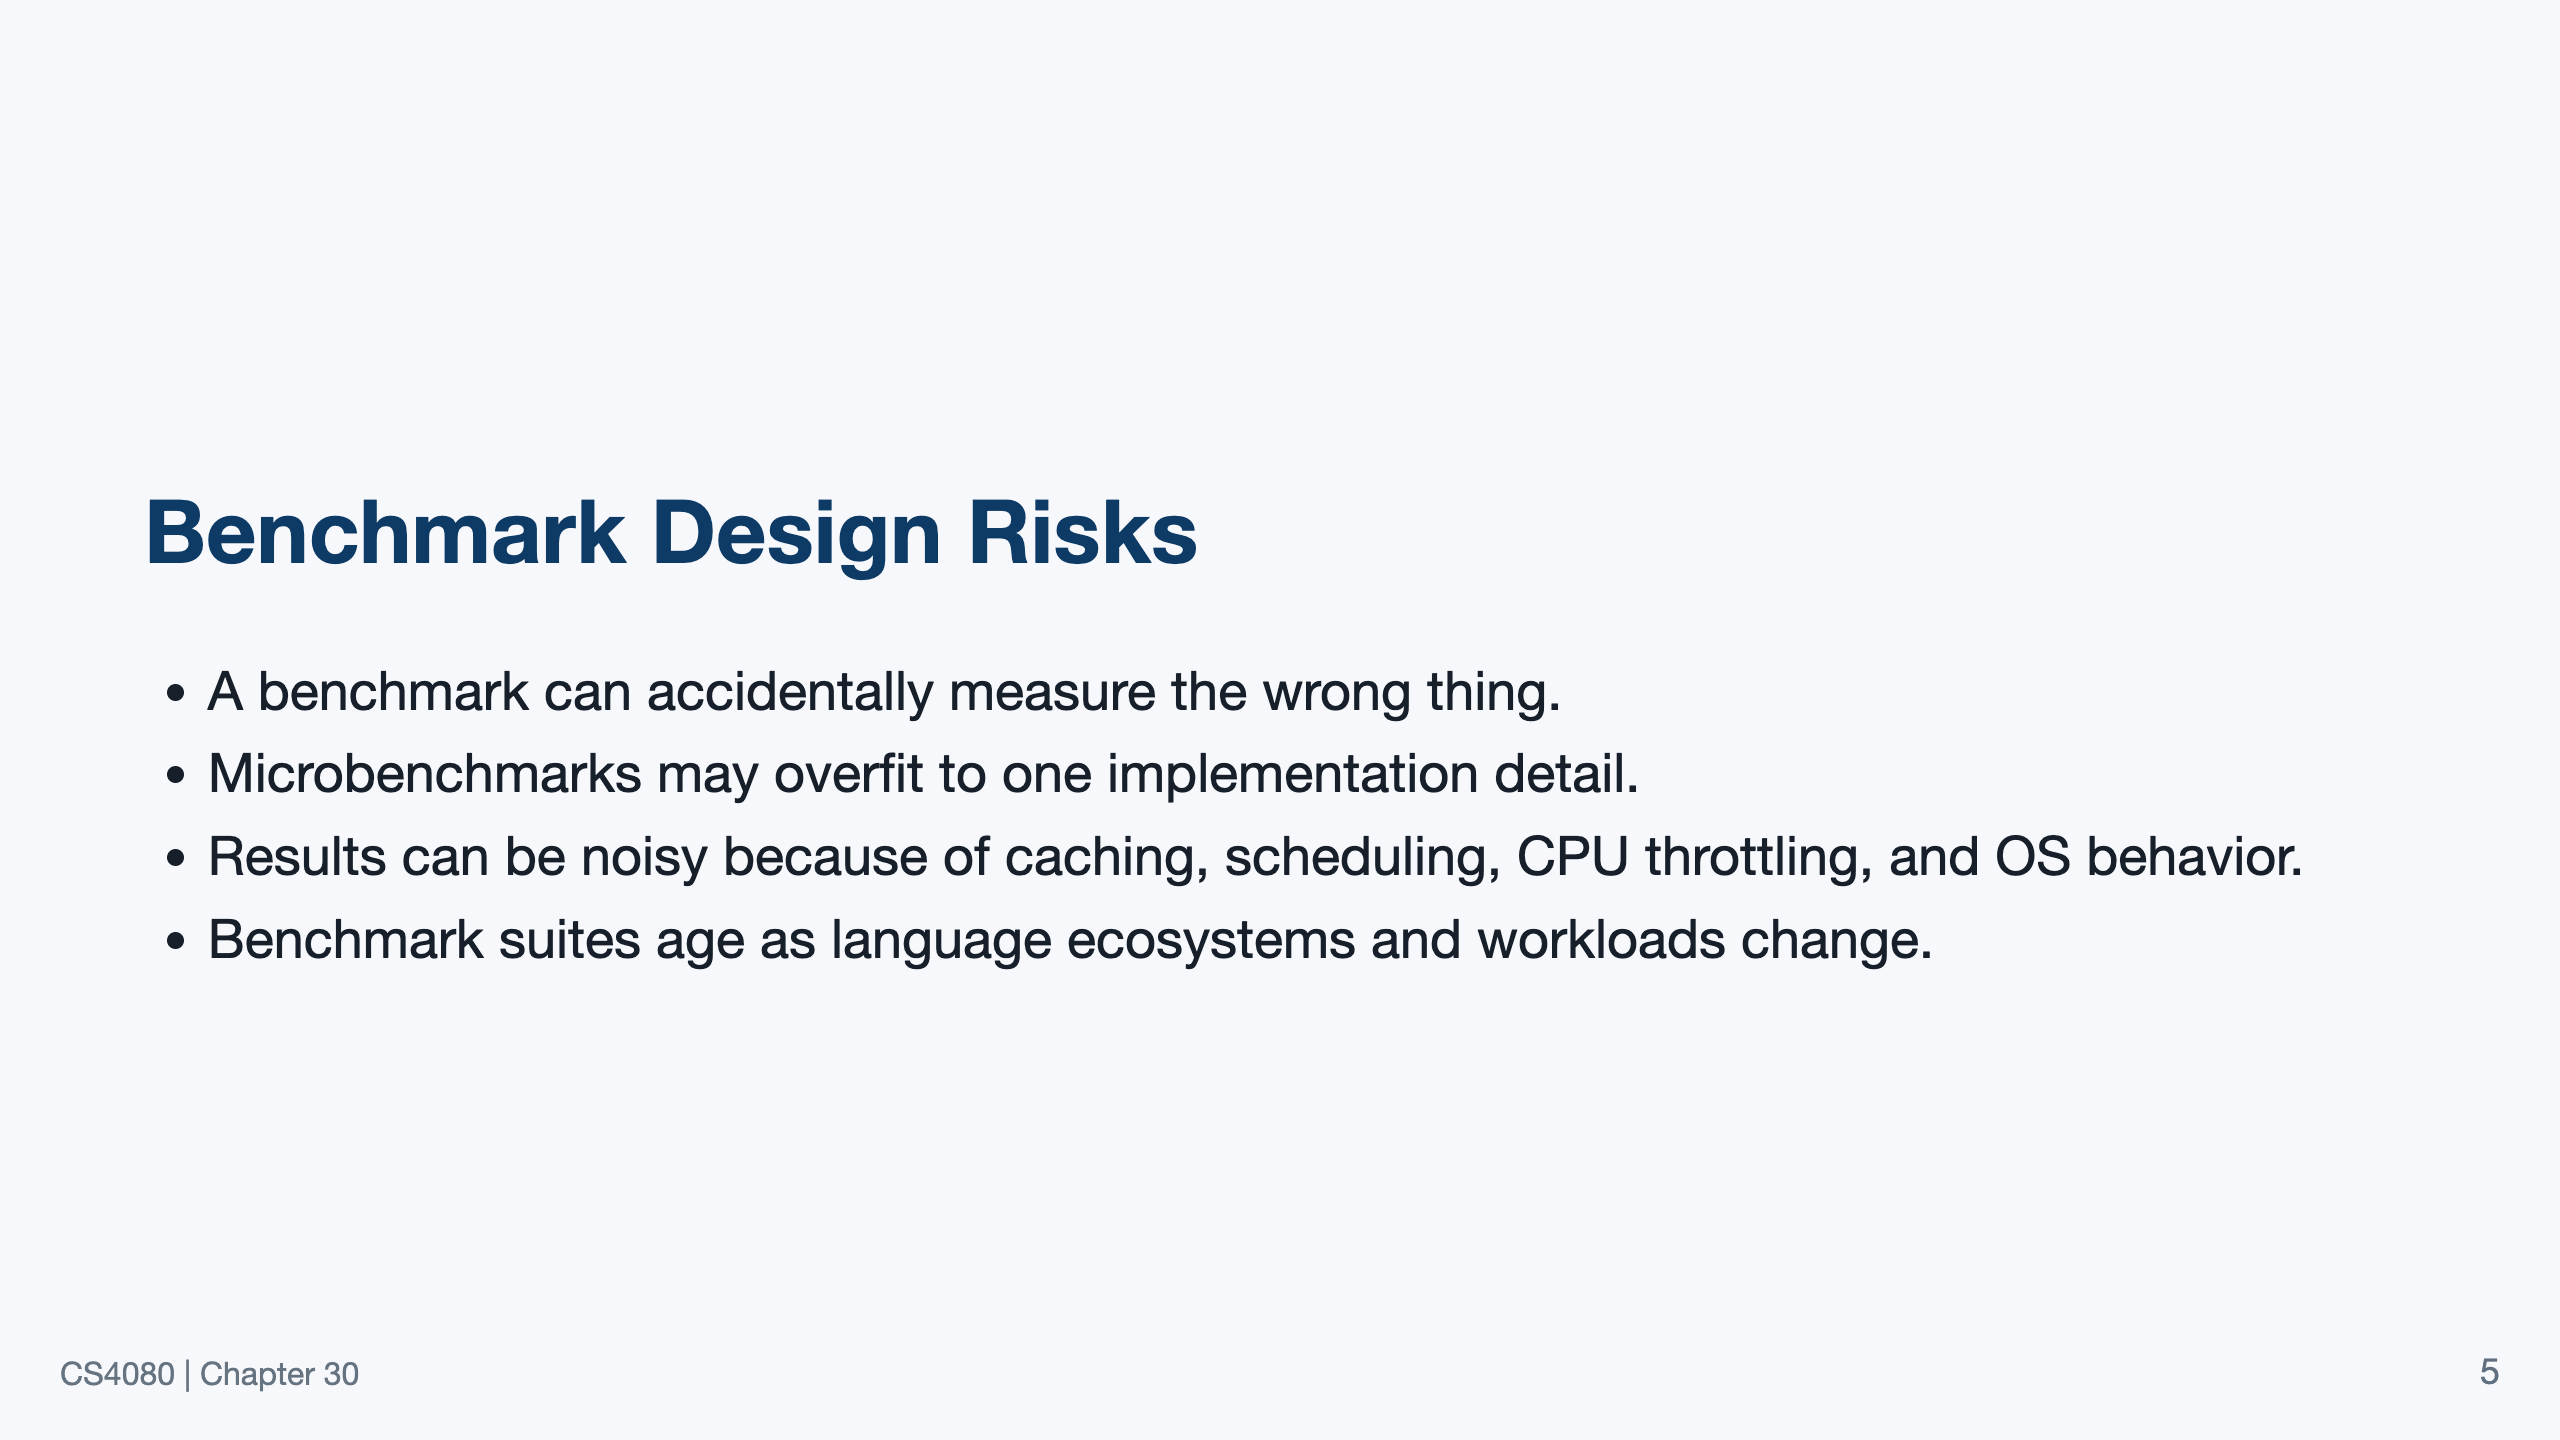 Benchmark Design Risks
• A benchmark can accidentally measure the wrong thing.
• Microbenchmarks may overfit to one implementation detail.
• Results can be noisy because of caching, scheduling, CPU throttling, and OS behavior.
• Benchmark suites age as language ecosystems and workloads change.
CS4080 | Chapter 30
5